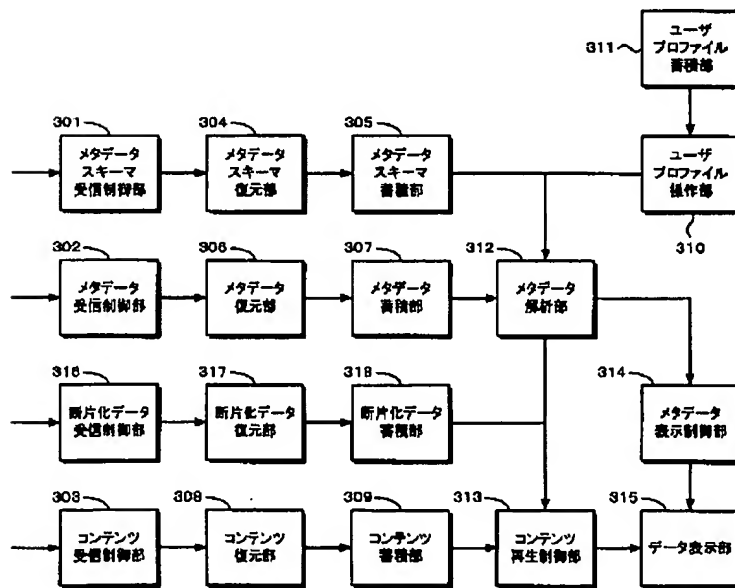 311
ユーザ
プロファイル
蓄積部
301
メタデータ
スキーマ
受信制御部
304
メタデータ
スキーマ
復元部
305
メタデータ
スキーマ
蓄積部
ユーザ
プロファイル
操作部
310
302
メタデータ
受信制御部
306
メタデータ
復元部
307
メタデータ
蓄積部
312
メタデータ
解析部
316
断片化データ
受信制御部
317
断片化データ
復元部
318
断片化データ
蓄積部
314
メタデータ
表示制御部
303
コンテンツ
受信制御部
308
コンテンツ
復元部
309
コンテンツ
蓄積部
313
コンテンツ
再生制御部
315
データ表示部